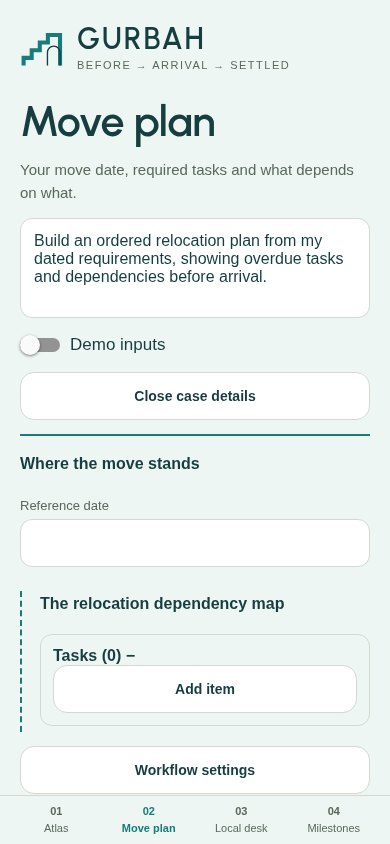 GURBAH
BEFORE → ARRIVAL → SETTLED
Move plan
Your move date, required tasks and what depends
on what.
Build an ordered relocation plan from my
dated requirements, showing overdue tasks
and dependencies before arrival.
Demo inputs
Close case details
Where the move stands
Reference date
The relocation dependency map
Tasks (0) –
Add item
Workflow settings
01 02 03 04
Atlas Move plan Local desk Milestones